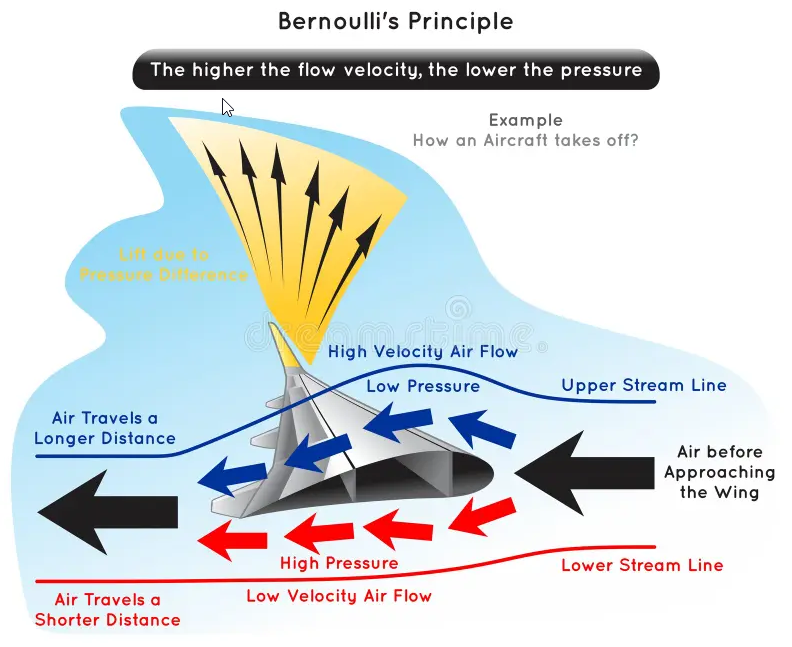 Bernoulli's Principle
The higher the flow velocity, the lower the pressure
Example
How an Aircraft takes off?
Lift due to
Pressure Difference
dreamstime.
High Velocity Air Flow
Low Pressure
Upper Stream Line
Air Travels a
Longer Distance
Air before
Approaching
the Wing
High Pressure
Lower Stream Line
Low Velocity Air Flow
Air Travels a
Shorter Distance